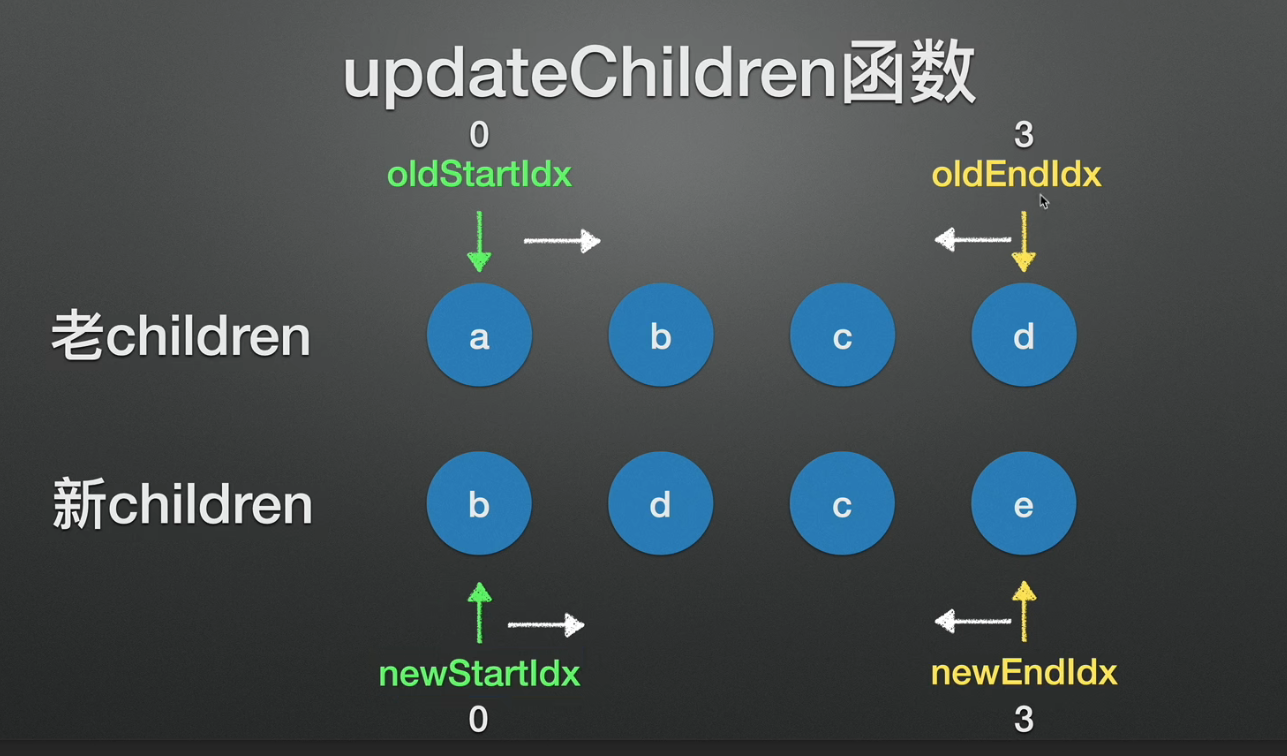 updateChildren函数
0 3
oldStartIdx oldEndIdx
老children a b c d
新children b d c e
newStartIdx newEndIdx
0 3